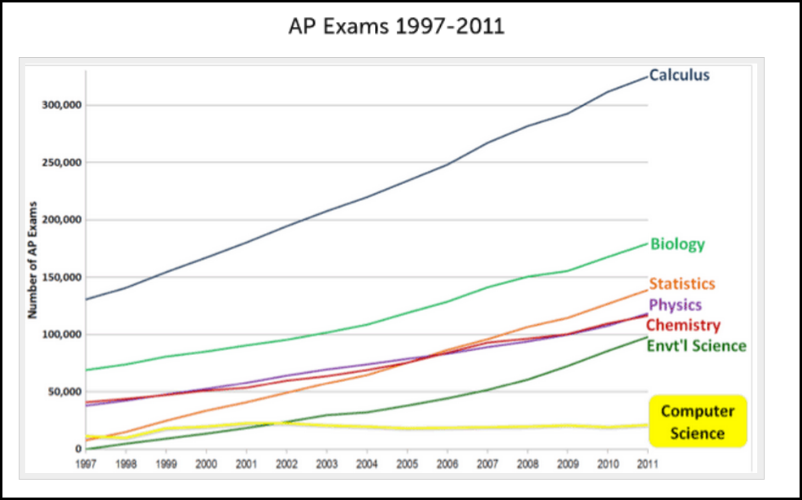 AP Exams 1997-2011
Number of AP Exams
300,000
250,000
200,000
150,000
100,000
50,000
0
1997 1998 1999 2000 2001 2002 2003 2004 2005 2006 2007 2008 2009 2010 2011
Calculus
Biology
Statistics
Physics
Chemistry
Envt'l Science
Computer
Science